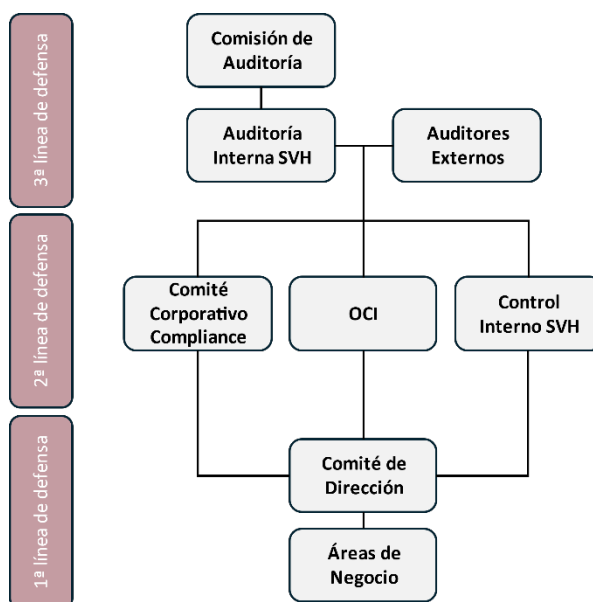 3ª línea de defensa
Comisión de
Auditoría
Auditoría
Interna SVH
Auditores
Externos
2ª línea de defensa
Comité
Corporativo
Compliance
OCI
Control
Interno SVH
1ª línea de defensa
Comité de
Dirección
Áreas de
Negocio